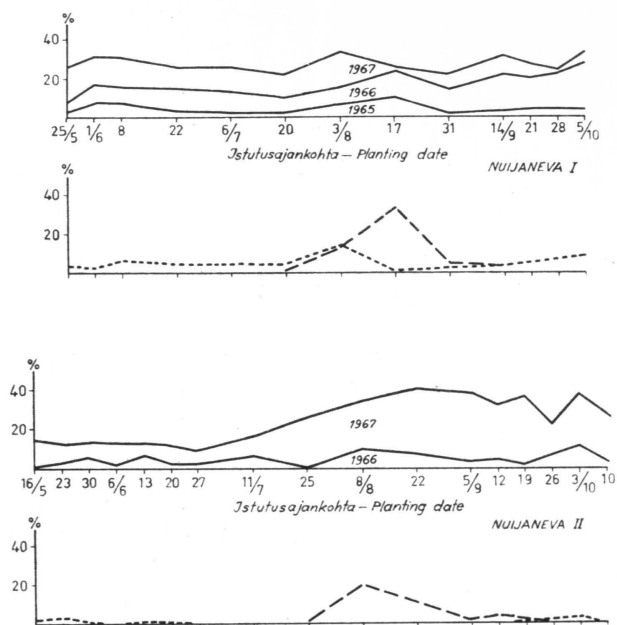 %
40
20
1967
1966
1965
25/5 1/6 8 22 6/7 20 3/8 17 31 14/9 21 28 5/10
Istutusajankohta – Planting date
NUIJANEVA I
%
40
20
%
40
20
1967
1966
16/5 23 30 6/6 13 20 27 11/7 25 8/8 22 5/9 12 19 26 3/10 10
Istutusajankohta – Planting date
NUIJANEVA II
%
40
20